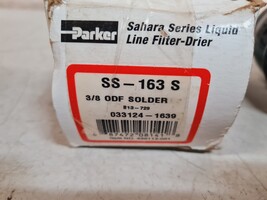 Parker
Sahara Series Liquid
Line Filter-Drier
SS-163 S
3/8 ODF SOLDER
033124-1639